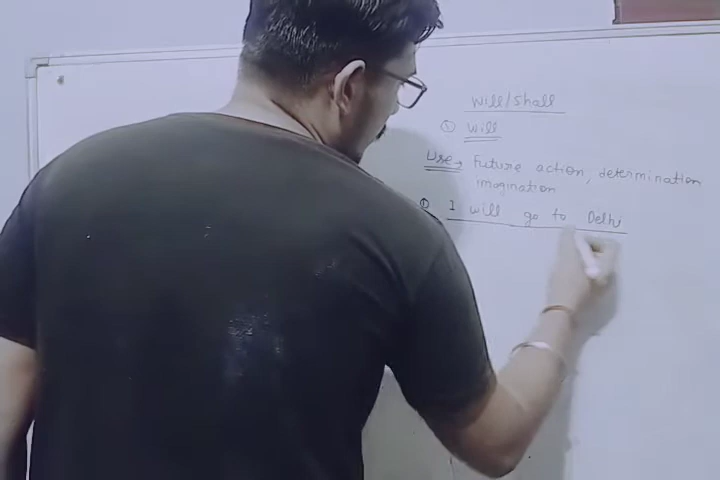 will/shall
① will
Use→ Future action, determination
imagination
① I will go to Delhi